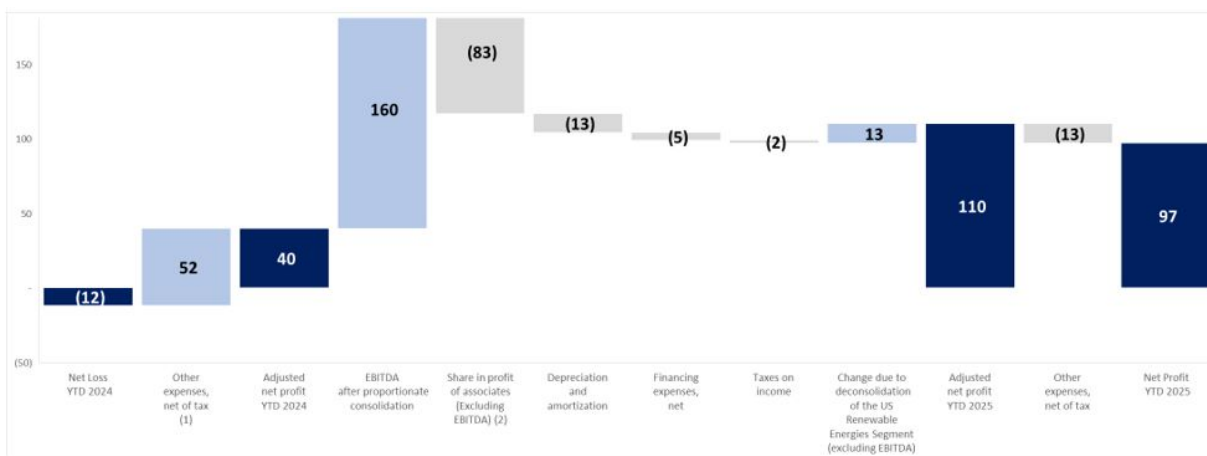 150
100
50
-
(50)
(12)
52
40
160
(83)
(13)
(5)
(2)
13
110
(13)
97
Net Loss
YTD 2024
Other
expenses,
net of tax
(1)
Adjusted
net profit
YTD 2024
EBITDA
after proportionate
consolidation
Share in profit
of associates
(Excluding
EBITDA) (2)
Depreciation
and
amortization
Financing
expenses,
net
Taxes on
income
Change due to
deconsolidation
of the US
Renewable
Energies Segment
(excluding EBITDA)
Adjusted
net profit
YTD 2025
Other
expenses,
net of tax
Net Profit
YTD 2025